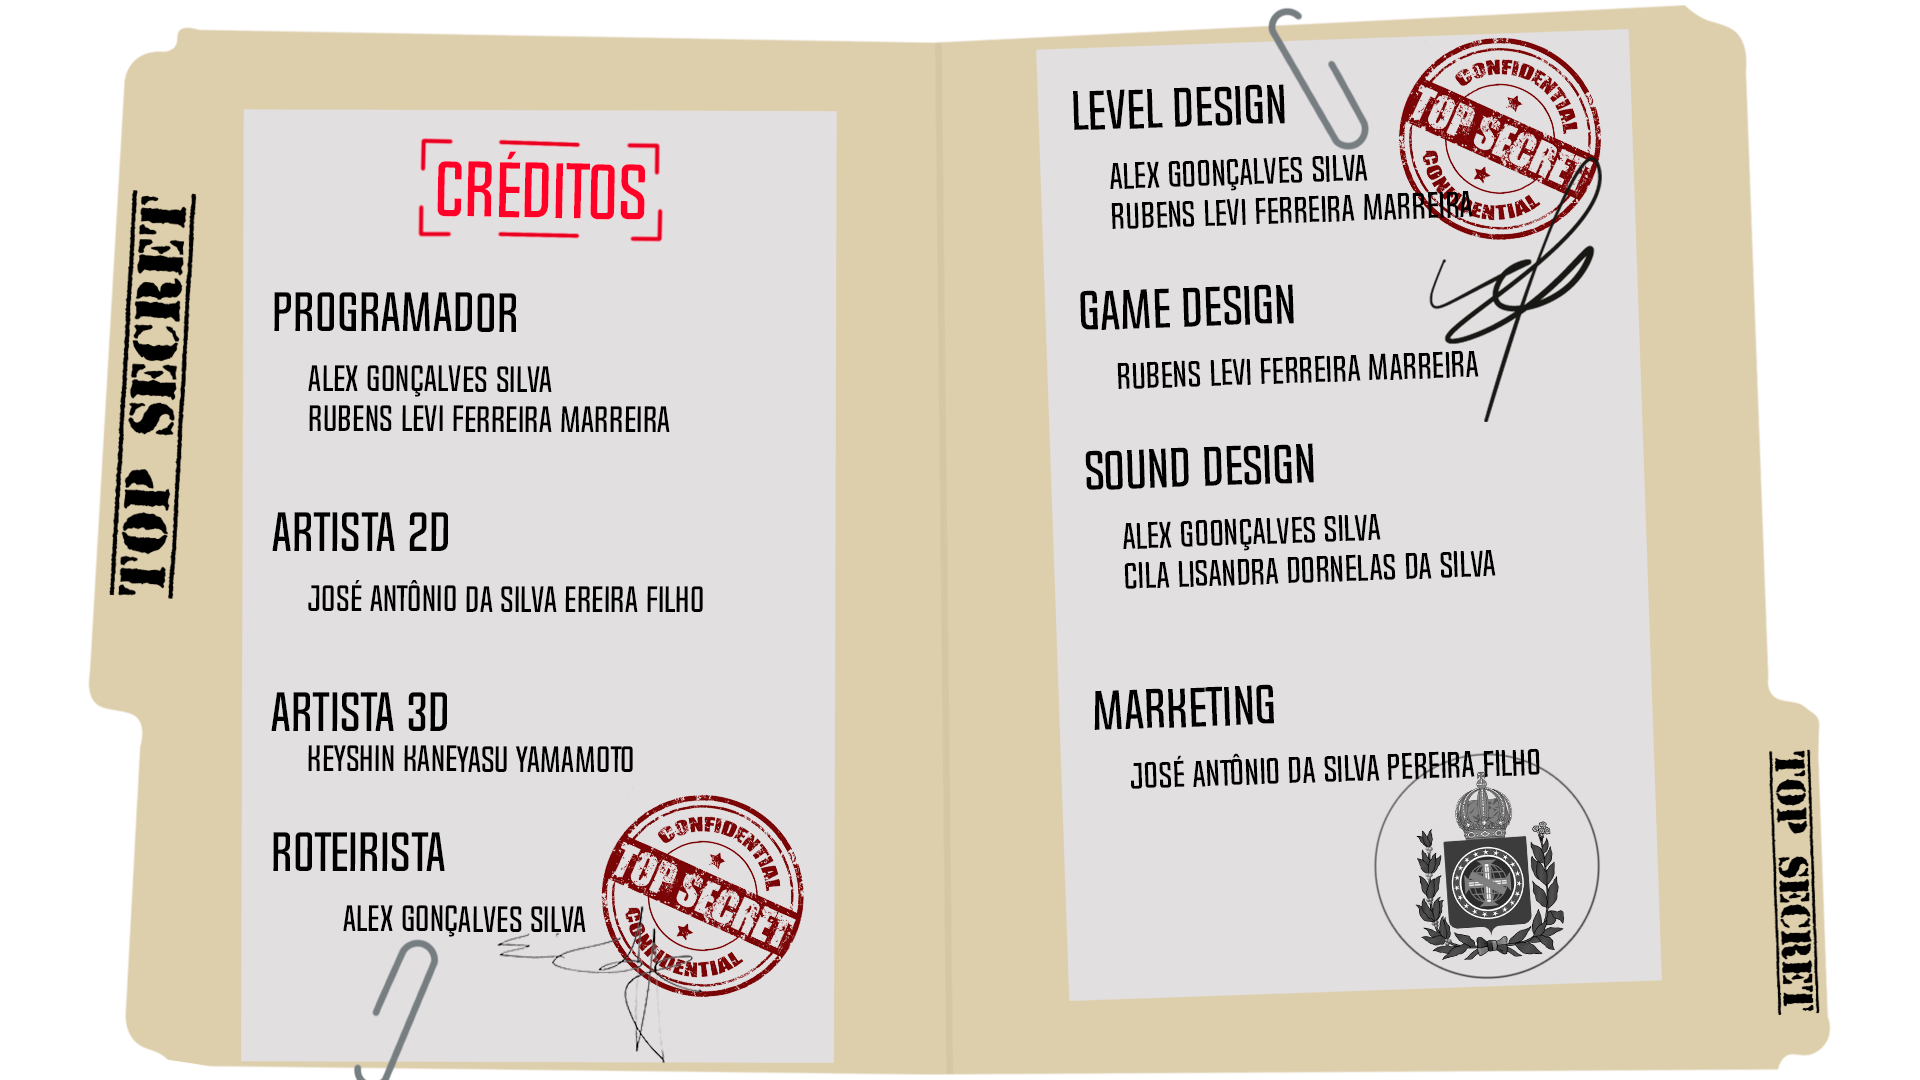 TOP SECRET
CRÉDITOS
PROGRAMADOR
ALEX GONÇALVES SILVA
RUBENS LEVI FERREIRA MARREIRA
ARTISTA 2D
JOSÉ ANTÔNIO DA SILVA EREIRA FILHO
ARTISTA 3D
KEYSHIN KANEYASU YAMAMOTO
ROTEIRISTA
ALEX GONÇALVES SILVA
CONFIDENTIAL
TOP SECRET
CONFIDENTIAL
LEVEL DESIGN
ALEX GOONÇALVES SILVA
RUBENS LEVI FERREIRA MARREIRA
CONFIDENTIAL
TOP SECRET
CONFIDENTIAL
GAME DESIGN
RUBENS LEVI FERREIRA MARREIRA
SOUND DESIGN
ALEX GOONÇALVES SILVA
CILA LISANDRA DORNELAS DA SILVA
MARKETING
JOSÉ ANTÔNIO DA SILVA PEREIRA FILHO
TOP SECRET